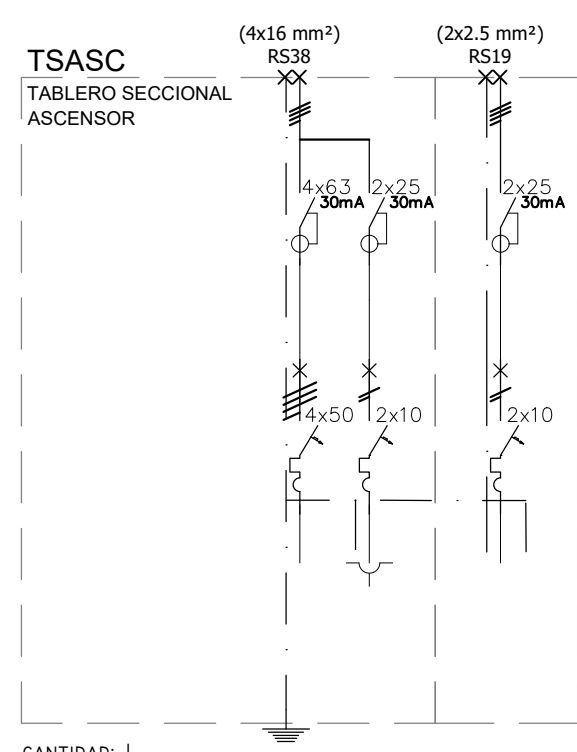 (4x16 mm²)
RS38
(2x2.5 mm²)
RS19
TSASC
TABLERO SECCIONAL
ASCENSOR
4x63
30mA
2x25
30mA
2x25
30mA
4x50
2x10
2x10
CANTIDAD: